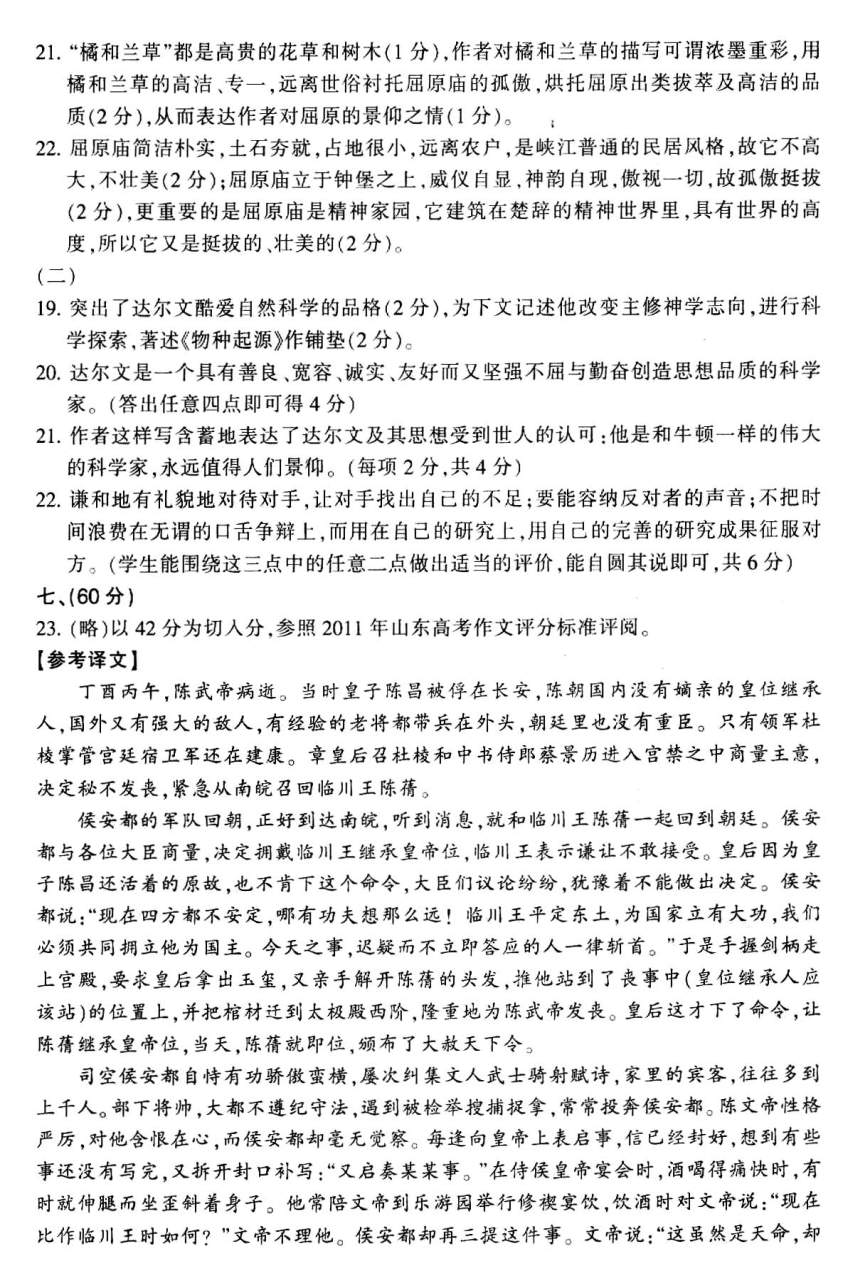 21. “橘和兰草”都是高贵的花草和树木(1 分),作者对橘和兰草的描写可谓浓墨重彩,用
橘和兰草的高洁、专一,远离世俗衬托屈原庙的孤傲,烘托屈原出类拔萃及高洁的品
质(2 分),从而表达作者对屈原的景仰之情(1 分)。
22. 屈原庙简洁朴实,土石夯就,占地很小,远离农户,是峡江普通的民居风格,故它不高
大,不壮美(2 分);屈原庙立于钟堡之上,威仪自显,神韵自现,傲视一切,故孤傲挺拔
(2 分),更重要的是屈原庙是精神家园,它建筑在楚辞的精神世界里,具有世界的高
度,所以它又是挺拔的、壮美的(2 分)。
(二)
19. 突出了达尔文酷爱自然科学的品格(2 分),为下文记述他改变主修神学志向,进行科
学探索,著述《物种起源》作铺垫(2 分)。
20. 达尔文是一个具有善良、宽容、诚实、友好而又坚强不屈与勤奋创造思想品质的科学
家。(答出任意四点即可得 4 分)
21. 作者这样写含蓄地表达了达尔文及其思想受到世人的认可;他是和牛顿一样的伟大
的科学家,永远值得人们景仰。(每项 2 分,共 4 分)
22. 谦和地有礼貌地对待对手,让对手找出自己的不足;要能容纳反对者的声音;不把时
间浪费在无谓的口舌争辩上,而用在自己的研究上,用自己的完善的研究成果征服对
方。(学生能围绕这三点中的任意二点做出适当的评价,能自圆其说即可,共 6 分)
七、(60 分)
23. (略)以 42 分为切入分,参照 2011 年山东高考作文评分标准评阅。
【参考译文】
丁酉丙午,陈武帝病逝。当时皇子陈昌被俘在长安,陈朝国内没有嫡亲的皇位继承
人,国外又有强大的敌人,有经验的老将都带兵在外头,朝廷里也没有重臣。只有领军杜
棱掌管宫廷宿卫军还在建康。章皇后召杜棱和中书侍郎蔡景历进入宫禁之中商量主意,
决定秘不发丧,紧急从南皖召回临川王陈蒨。
侯安都的军队回朝,正好到达南皖,听到消息,就和临川王陈蒨一起回到朝廷。侯安
都与各位大臣商量,决定拥戴临川王继承皇帝位,临川王表示谦让不敢接受。皇后因为皇
子陈昌还活着的原故,也不肯下这个命令,大臣们议论纷纷,犹豫着不能做出决定。侯安
都说:“现在四方都不安定,哪有功夫想那么远!临川王平定东土,为国家立有大功,我们
必须共同拥立他为国主。今天之事,迟疑而不立即答应的人一律斩首。”于是手握剑柄走
上宫殿,要求皇后拿出玉玺,又亲手解开陈蒨的头发,推他站到了丧事中(皇位继承人应
该站)的位置上,并把棺材迁到太极殿西阶,隆重地为陈武帝发丧。皇后这才下了命令,让
陈蒨继承皇帝位,当天,陈蒨就即位,颁布了大赦天下令。
司空侯安都自恃有功骄傲蛮横,屡次纠集文人武士骑射赋诗,家里的宾客,往往多到
上千人。部下将帅,大都不遵纪守法,遇到被检举搜捕捉拿,常常投奔侯安都。陈文帝性格
严厉,对他含恨在心,而侯安都却毫无觉察。每逢向皇帝上表启事,信已经封好,想到有些
事还没有写完,又拆开封口补写:“又启奏某某事。”在侍侯皇帝宴会时,酒喝得痛快时,有
时就伸腿而坐歪斜着身子。他常陪文帝到乐游园举行修禊宴饮,饮酒时对文帝说:“现在
比作临川王时如何?”文帝不理他。侯安都却再三提这件事。文帝说:“这虽然是天命,却